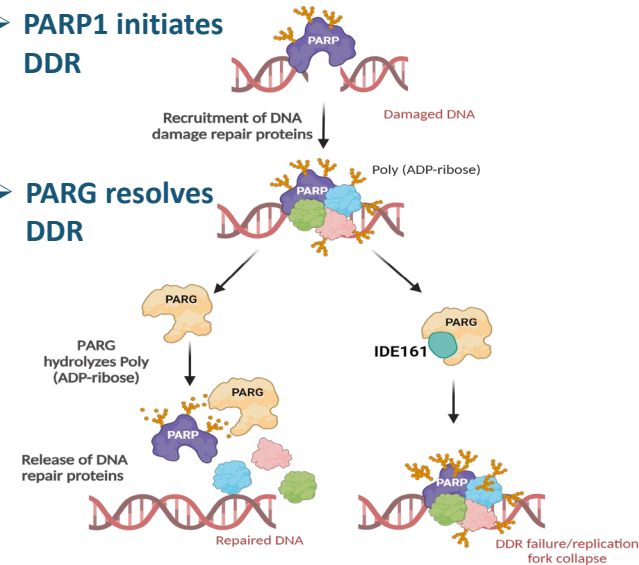 PARP1 initiates
DDR
PARP
Damaged DNA
Recruitment of DNA
damage repair proteins
Poly (ADP-ribose)
PARP
PARG resolves
DDR
PARG
PARG
IDE161
PARG
hydrolyzes Poly
(ADP-ribose)
PARG
PARP
Release of DNA
repair proteins
PARP
Repaired DNA
DDR failure/replication
fork collapse